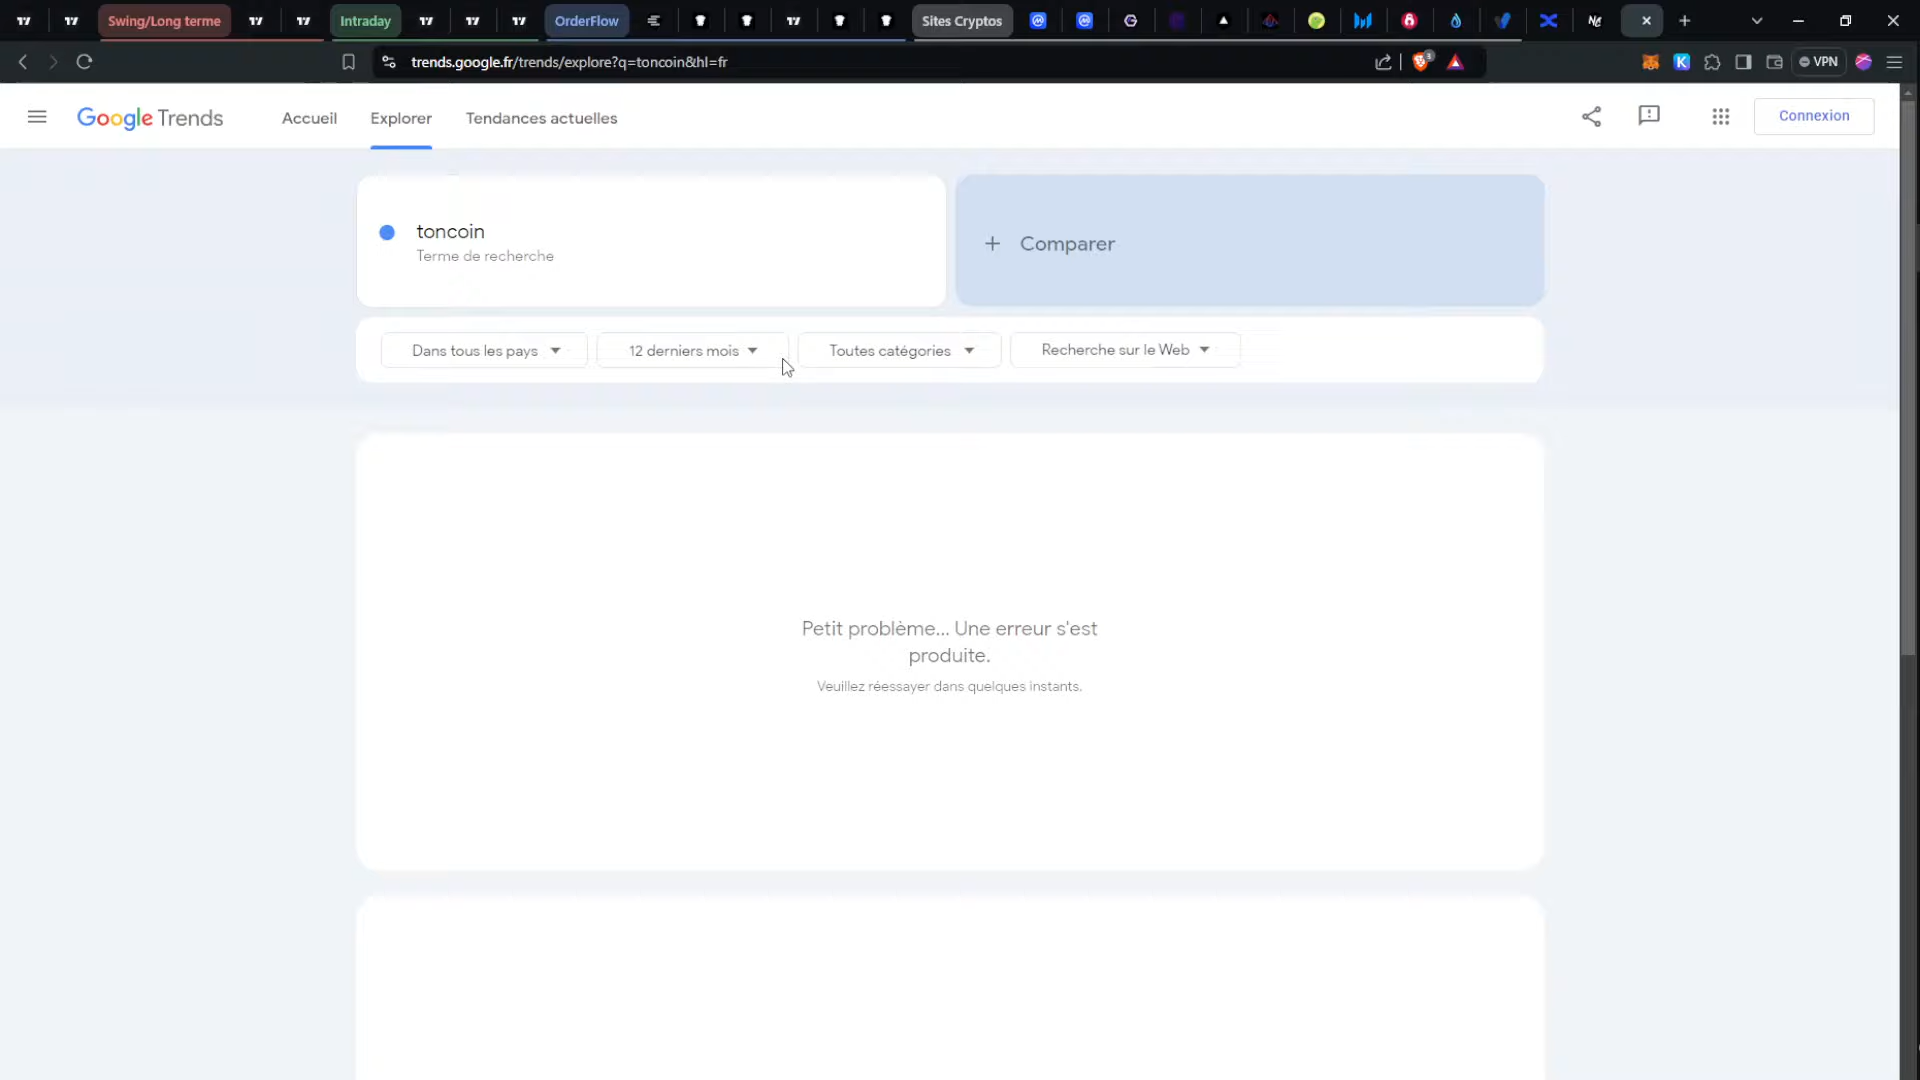 Swing/Long terme
Intraday
OrderFlow
Sites Cryptos
trends.google.fr/trends/explore?q=toncoin&hl=fr
VPN
Google Trends
Accueil
Explorer
Tendances actuelles
Connexion
toncoin
Terme de recherche
+ Comparer
Dans tous les pays
12 derniers mois
Toutes catégories
Recherche sur le Web
Petit problème... Une erreur s'est
produite.
Veuillez réessayer dans quelques instants.